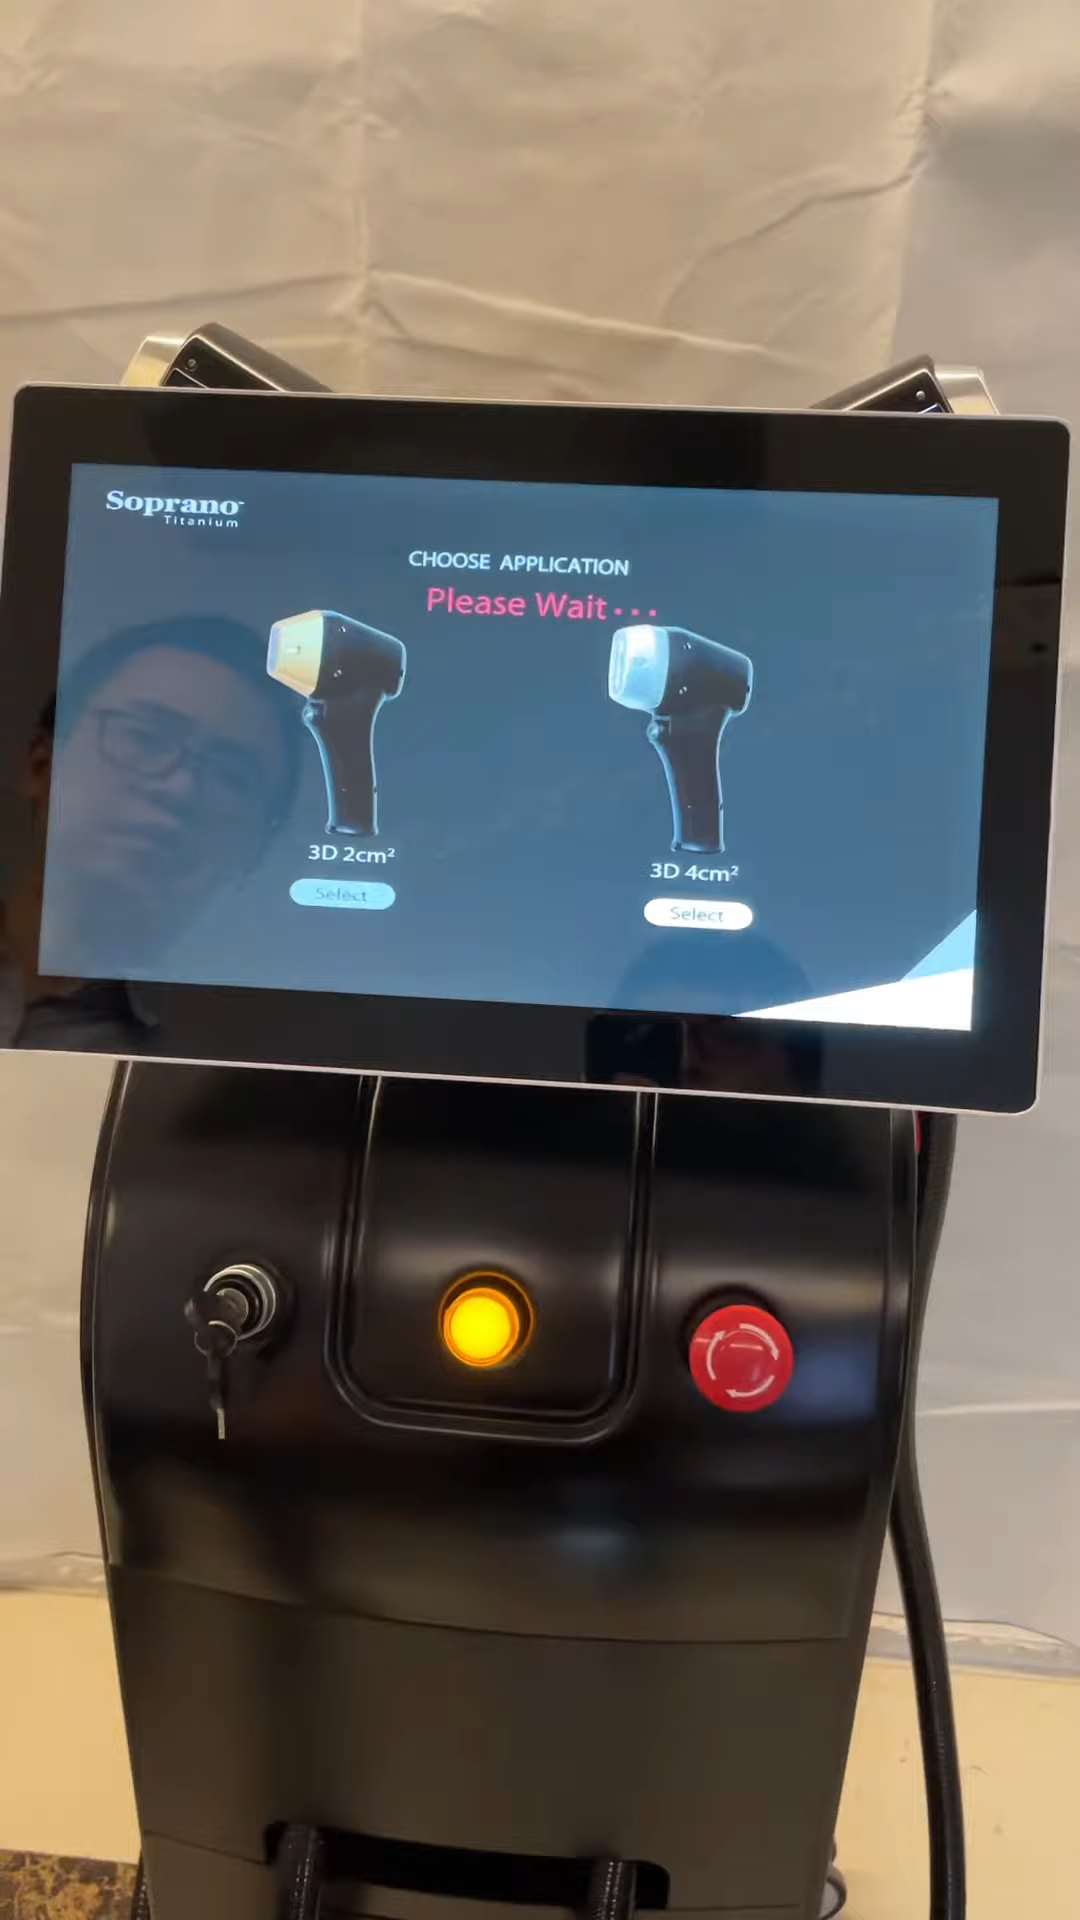 Soprano
Titanium
CHOOSE APPLICATION
Please Wait...
3D 2cm²
3D 4cm²
Select
Select